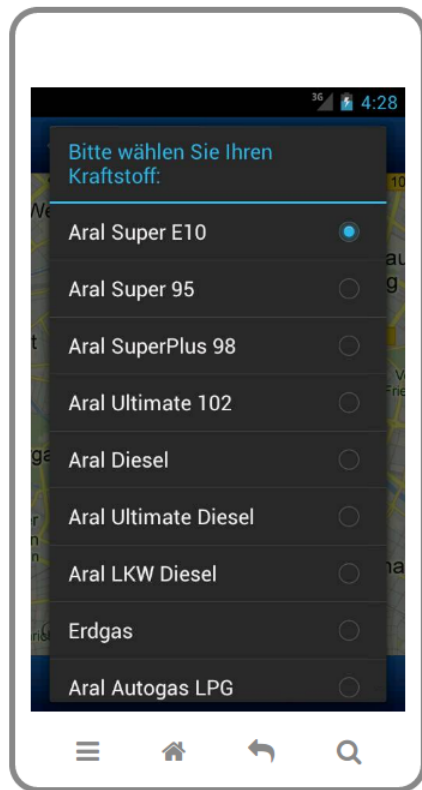 3G 4:28
Bitte wählen Sie Ihren
Kraftstoff:
Aral Super E10
Aral Super 95
Aral SuperPlus 98
Aral Ultimate 102
Aral Diesel
Aral Ultimate Diesel
Aral LKW Diesel
Erdgas
Aral Autogas LPG